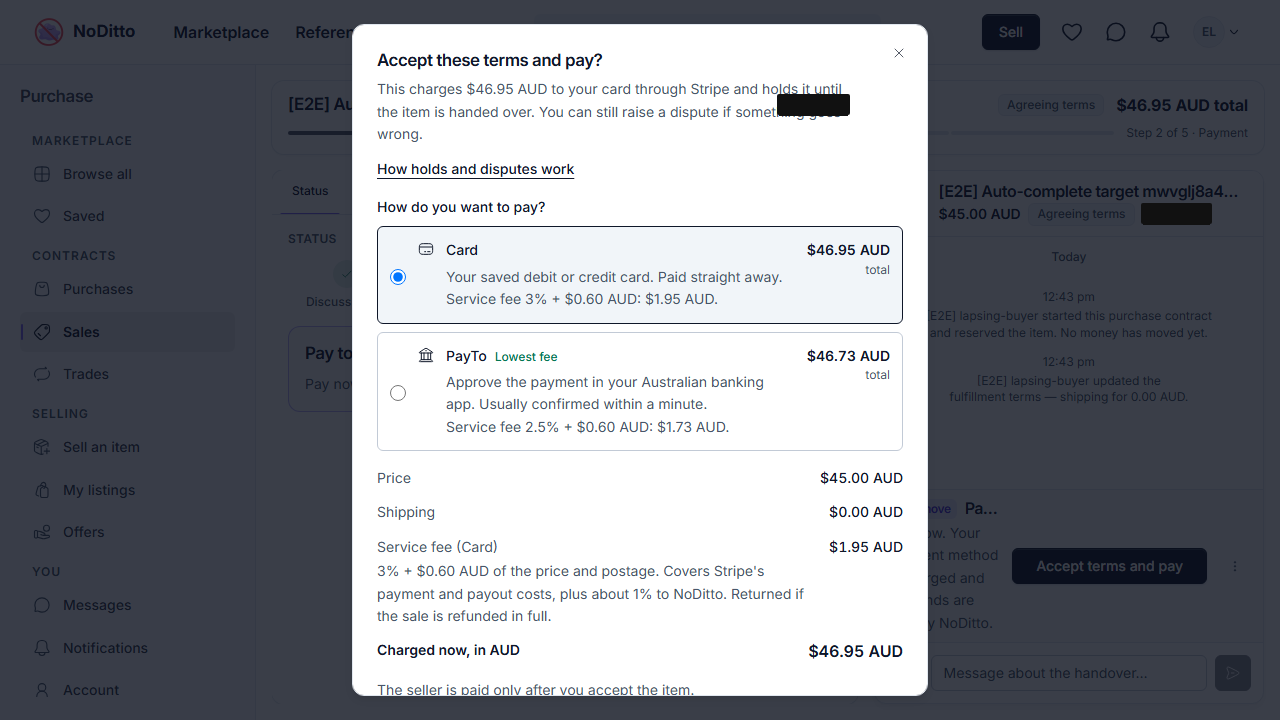 NoDitto
Marketplace
Sell
EL
Purchase
MARKETPLACE
Browse all
Saved
CONTRACTS
Purchases
Sales
Trades
SELLING
Sell an item
My listings
Offers
YOU
Messages
Notifications
Account
Agreeing terms
$46.95 AUD total
Step 2 of 5 · Payment
Status
STATUS
Accept these terms and pay?
This charges $46.95 AUD to your card through Stripe and holds it until
the item is handed over. You can still raise a dispute if
wrong.
How holds and disputes work
How do you want to pay?
Card
$46.95 AUD
total
Your saved debit or credit card. Paid straight away.
Service fee 3% + $0.60 AUD: $1.95 AUD.
PayTo
Lowest fee
$46.73 AUD
total
Approve the payment in your Australian banking
app. Usually confirmed within a minute.
Service fee 2.5% + $0.60 AUD: $1.73 AUD.
Price
$45.00 AUD
Shipping
$0.00 AUD
Service fee (Card)
$1.95 AUD
3% + $0.60 AUD of the price and postage. Covers Stripe's
payment and payout costs, plus about 1% to NoDitto. Returned if
the sale is refunded in full.
Charged now, in AUD
$46.95 AUD
The seller is paid only after you accept the item.
[E2E] Auto-complete target mwvglj8a4...
$45.00 AUD
Agreeing terms
Today
12:43 pm
[E2E] lapsing-buyer started this purchase contract
and reserved the item. No money has moved yet.
12:43 pm
[E2E] lapsing-buyer updated the
fulfillment terms — shipping for 0.00 AUD.
Pa...
Your
method
and
are
NoDitto.
Accept terms and pay
Message about the handover...